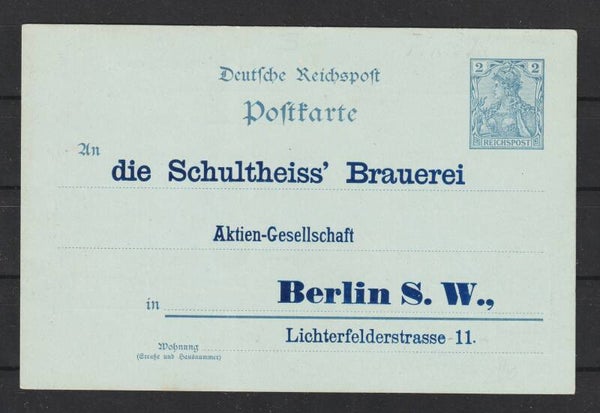 Deutsche Reichspost
Postkarte
2 2
REICHSPOST
An
die Schultheiss' Brauerei
Aktien-Gesellschaft
in Berlin S. W.,
Lichterfelderstrasse 11.
Wohnung
(Straße und Hausnummer)